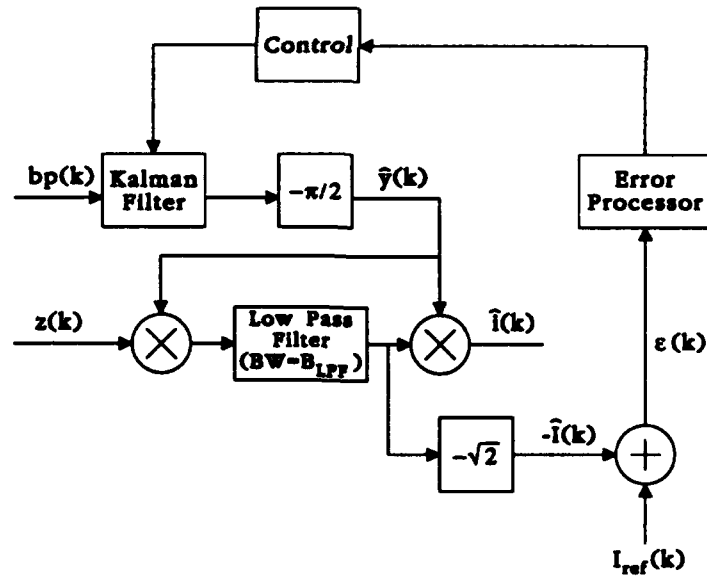 Control
bp(k)
Kalman
Filter
−π/2
ŷ(k)
Error
Processor
z(k)
Low Pass
Filter
(BW=B_LPF)
î(k)
ε(k)
−√2
-Î(k)
+
I_ref(k)